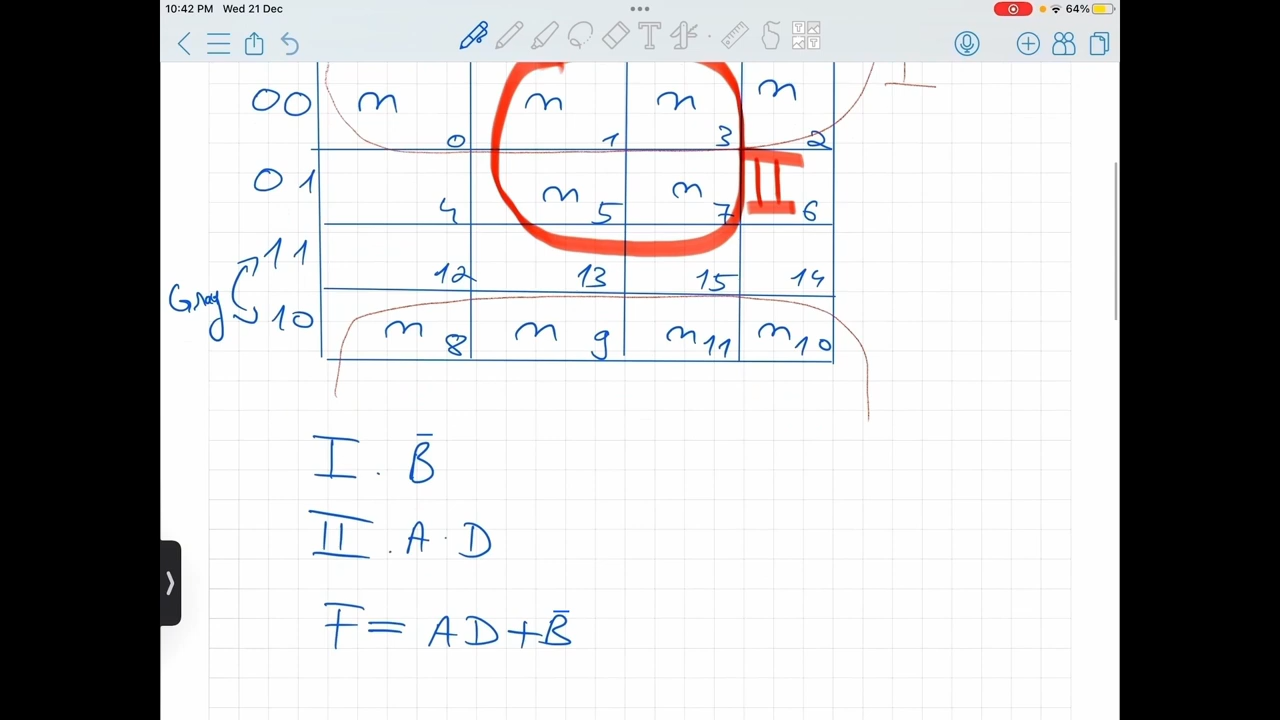 10:42 PM Wed 21 Dec
64%
I
00 m 0 m 1 m 3 m 2
01 4 m 5 m 7 II 6
11 12 13 15 14
Gray 10 m 8 m 9 m 11 m 10
I. B̄
II. A·D
F = AD+B̄